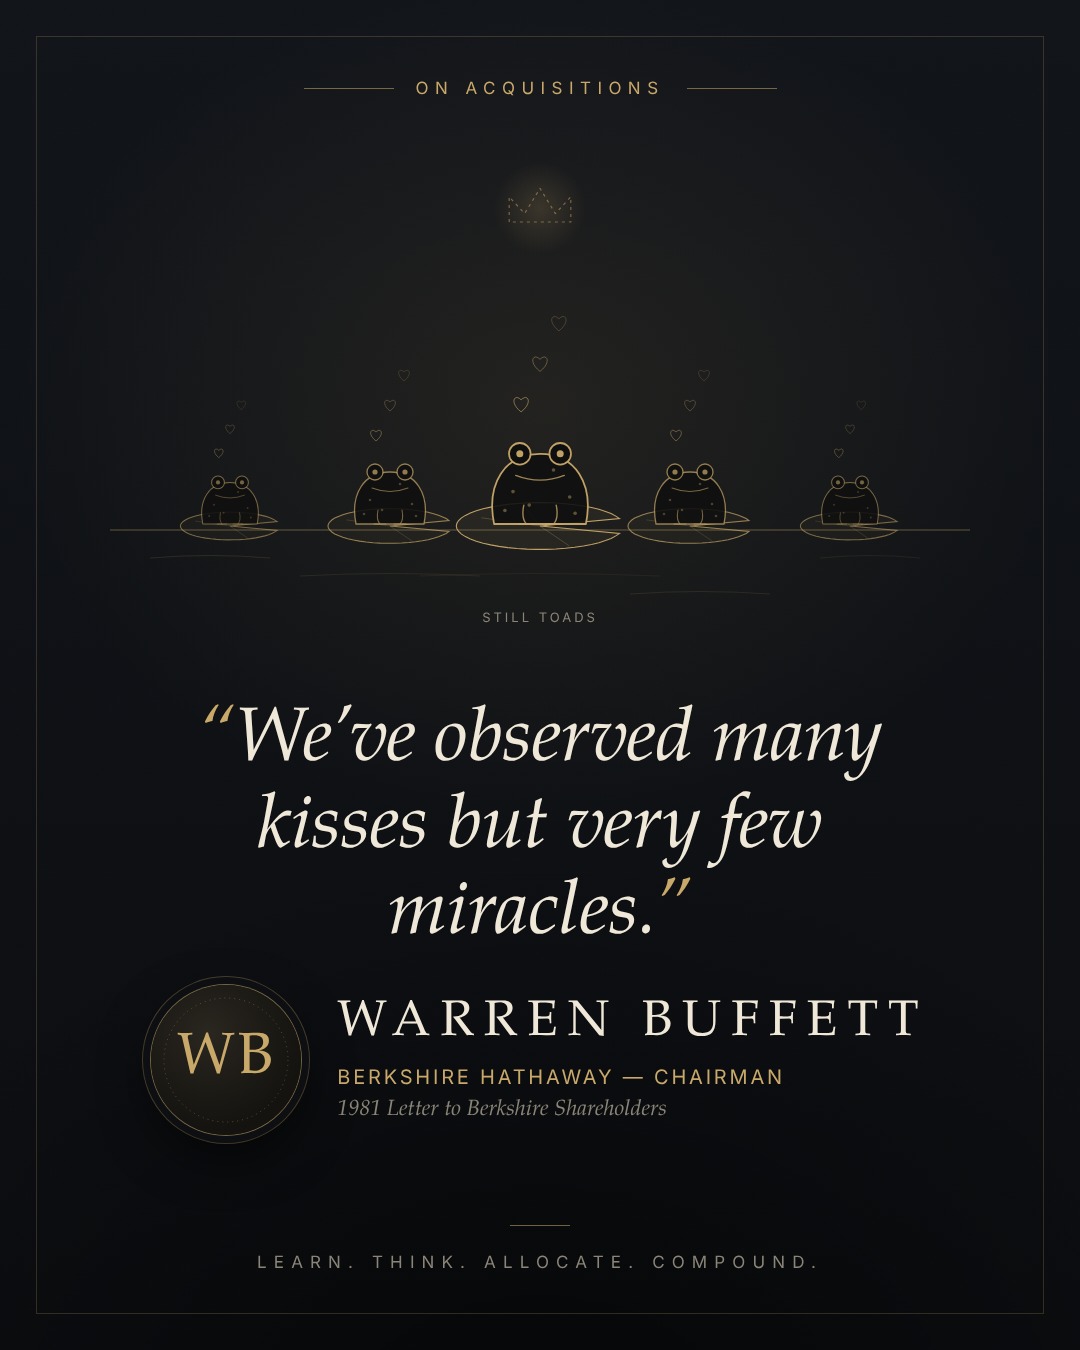 ON ACQUISITIONS
STILL TOADS
“We’ve observed many
kisses but very few
miracles.”
WB
WARREN BUFFETT
BERKSHIRE HATHAWAY — CHAIRMAN
1981 Letter to Berkshire Shareholders
LEARN. THINK. ALLOCATE. COMPOUND.